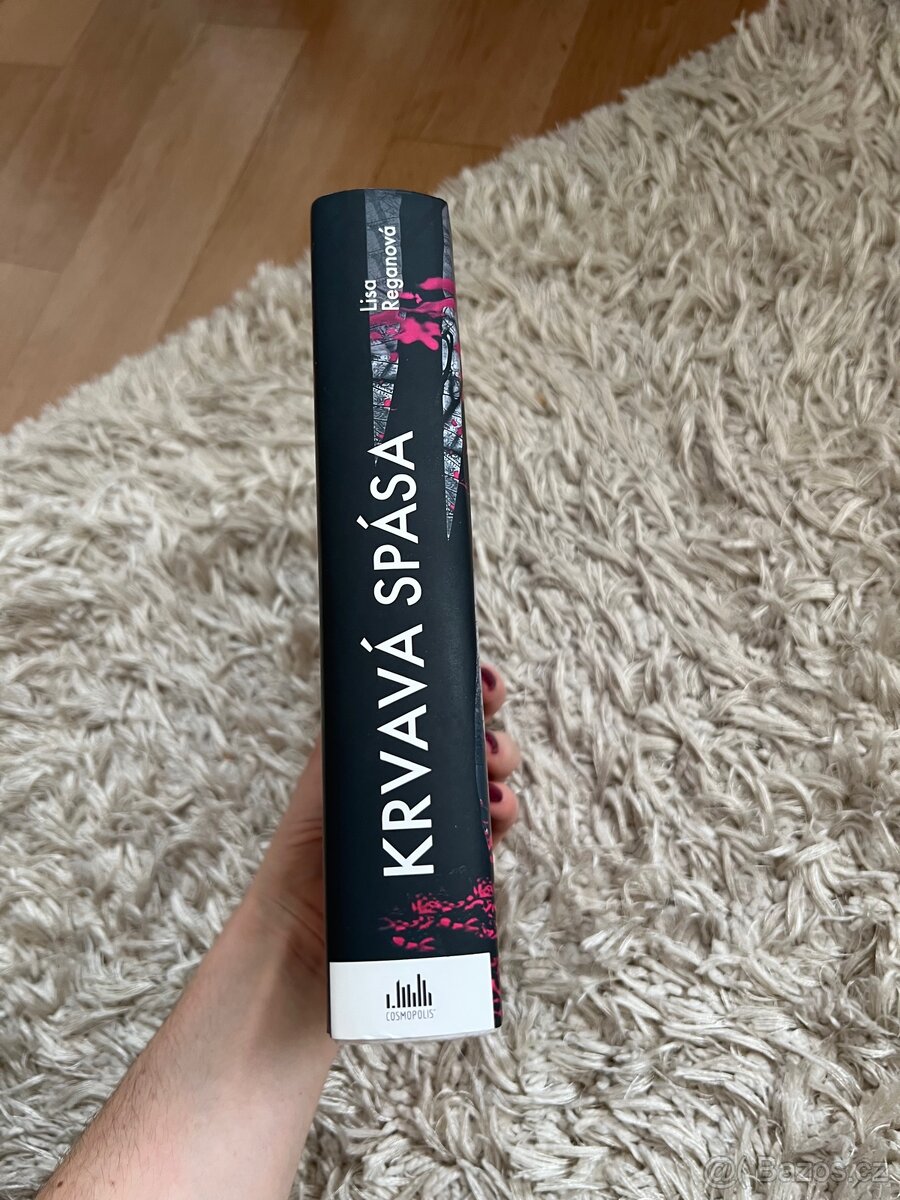 Lisa
Reganová
KRVAVÁ SPÁSA
COSMOPOLIS
@Bazos.cz